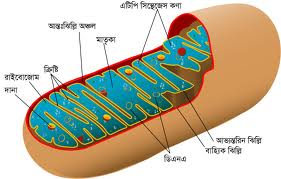 এটিপি সিন্থেজেস কণা
আন্তঃঝিল্লি অঞ্চল
মাতৃকা
ক্রিষ্টি
রাইবোজোম
দানা
আভ্যন্তরিন ঝিল্লি
বাহ্যিক ঝিল্লি
ডিএনএ